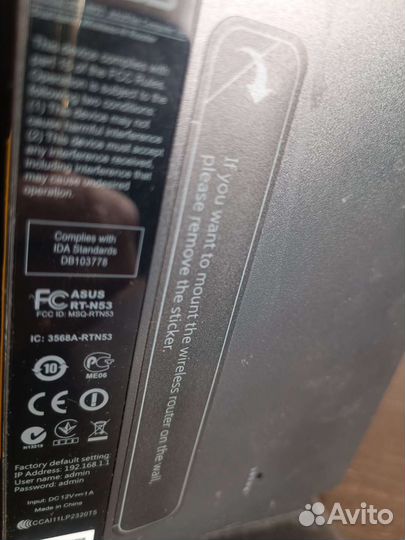 This device complies with
part 15 of the FCC Rules.
Operation is subject to the
following two conditions:
(1) This device may not
cause harmful interference
(2) This device must accept
any interference received,
including interference that
may cause undesired
operation.
Complies with
IDA Standards
DB103778
FC ASUS
RT-N53
FCC ID: MSQ-RTN53
IC: 3568A-RTN53
10
ME06
CE
N13219
Factory default setting:
IP Address: 192.168.1.1
User name: admin
Password: admin
Input: DC 12V 1A
Made in China
CCAI11LP2320T5
If you want to mount the wireless router on the wall,
please remove the sticker.
Avito